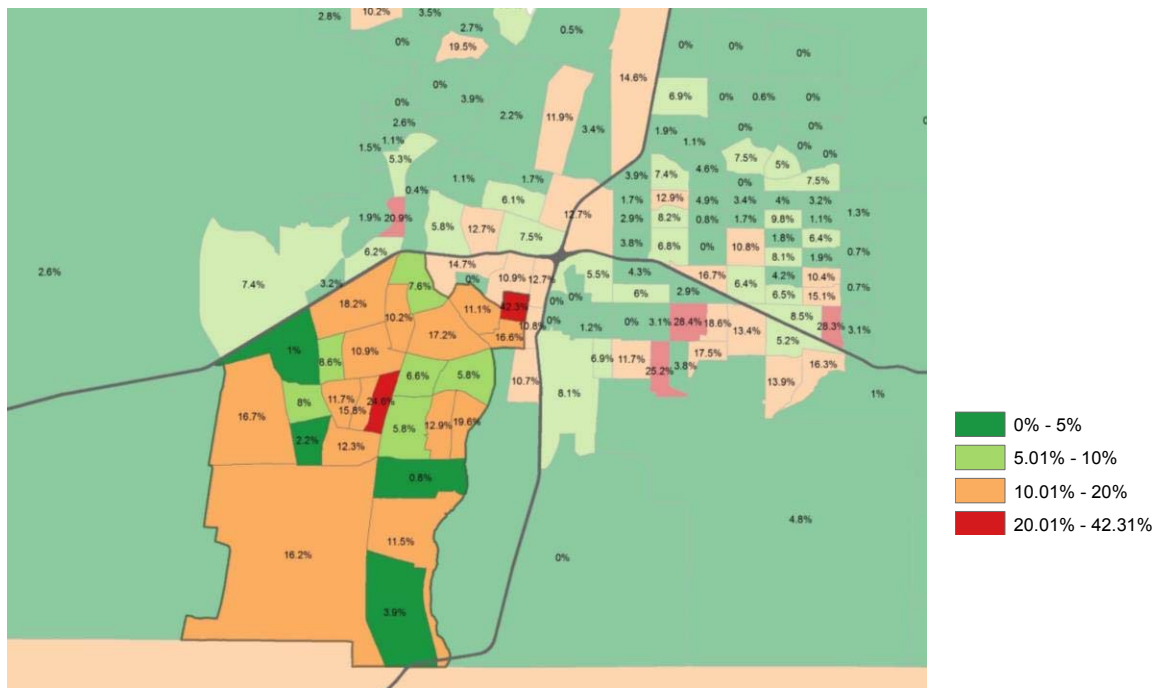 2.8% 10.2% 3.5%
2.7% 0.5%
0% 19.5% 0% 0% 0%
14.6%
0% 3.9% 6.9% 0% 0.6% 0%
0% 2.2% 11.9%
2.6% 3.4% 1.9% 0% 0%
1.5% 1.1% 1.1% 0% 0%
5.3% 7.5% 5%
0.4% 1.1% 1.7% 3.9% 7.4% 4.6% 0% 7.5%
6.1% 1.7% 12.9% 4.9% 3.4% 4% 3.2%
1.9% 20.9% 12.7% 2.9% 8.2% 0.8% 1.7% 9.8% 1.1% 1.3%
5.8% 12.7% 7.5% 3.8% 6.8% 0% 10.8% 1.8% 6.4%
6.2% 8.1% 1.9% 0.7%
2.6% 14.7% 5.5% 4.3% 16.7% 4.2% 10.4%
7.4% 3.2% 7.6% 0% 10.9% 12.7% 6.4% 0.7%
6% 2.9% 6.5% 15.1%
18.2% 11.1% 42.3% 0% 0%
10.2% 10.8% 0% 1.2% 0% 3.1% 28.4% 18.6% 13.4% 8.5% 28.3% 3.1%
17.2% 16.6% 5.2%
1% 10.9% 6.9% 11.7% 3.8% 17.5% 16.3%
8.6% 6.6% 5.8% 10.7% 25.2% 13.9%
16.7% 8% 11.7% 24.6% 8.1% 1%
15.8% 5.8% 12.9% 19.6%
2.2% 12.3%
0.8%
4.8%
16.2% 11.5% 0%
3.9%
0% - 5%
5.01% - 10%
10.01% - 20%
20.01% - 42.31%